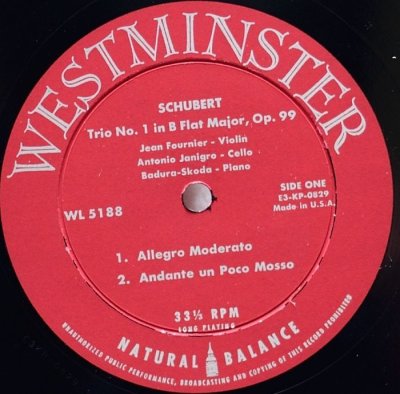 WESTMINSTER
SCHUBERT
Trio No. 1 in B Flat Major, Op. 99
Jean Fournier - Violin
Antonio Janigro - Cello
Badura-Skoda - Piano
WL 5188
SIDE ONE
E3-KP-0829
Made in U.S.A.
1. Allegro Moderato
2. Andante un Poco Mosso
33⅓ RPM
LONG PLAYING
NATURAL BALANCE
UNAUTHORIZED PUBLIC PERFORMANCE, BROADCASTING AND COPYING OF THIS RECORD PROHIBITED